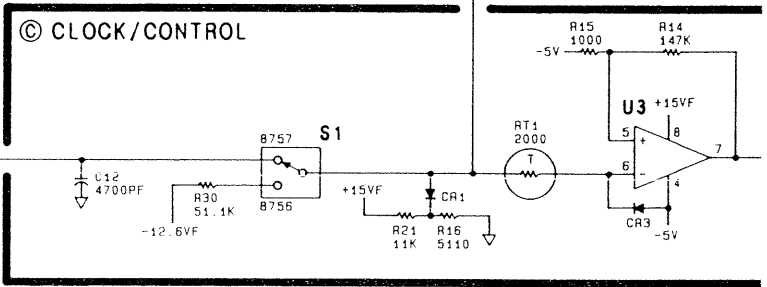 Ⓒ CLOCK/CONTROL
R15
1000
R14
147K
-5V
U3
+15VF
8757
S1
RT1
2000
T
5
+
8
7
6
-
4
C12
4700PF
R30
51.1K
8756
-12.6VF
+15VF
CR1
R21
11K
R16
5110
CR3
-5V